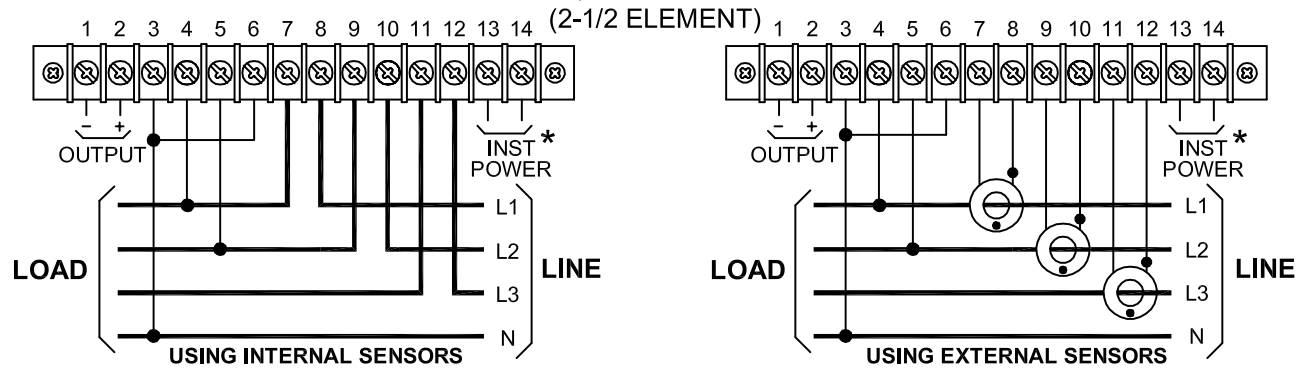 (2-1/2 ELEMENT)
1 2 3 4 5 6 7 8 9 10 11 12 13 14
- +
OUTPUT
INST *
POWER
L1
L2
L3
N
LOAD
LINE
USING INTERNAL SENSORS
1 2 3 4 5 6 7 8 9 10 11 12 13 14
- +
OUTPUT
INST *
POWER
L1
L2
L3
N
LOAD
LINE
USING EXTERNAL SENSORS